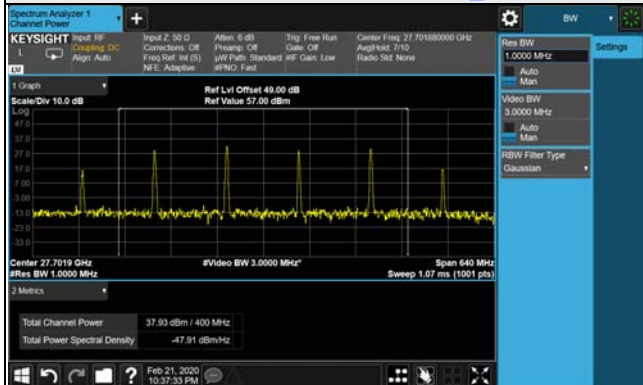 Spectrum Analyzer 1
Channel Power
+
BW
KEYSIGHT
L
LXI
Input: RF
Coupling: DC
Align: Auto
Input Z: 50 Ω
Corrections: Off
Freq Ref: Int (S)
NFE: Adaptive
Atten: 6 dB
Preamp: Off
µW Path: Standard
#PNO: Fast
Trig: Free Run
Gate: Off
#IF Gain: Low
Center Freq: 27.701880000 GHz
Avg|Hold: 7/10
Radio Std: None
Res BW
1.0000 MHz
Auto
Man
Settings
Video BW
3.0000 MHz
Auto
Man
RBW Filter Type
Gaussian
1 Graph
Scale/Div 10.0 dB
Ref Lvl Offset 49.00 dB
Ref Value 57.00 dBm
Log
47.0
37.0
27.0
17.0
7.00
-3.00
-13.0
-23.0
-33.0
Center 27.7019 GHz
#Video BW 3.0000 MHz*
Span 640 MHz
#Res BW 1.0000 MHz
Sweep 1.07 ms (1001 pts)
2 Metrics
Total Channel Power 37.93 dBm / 400 MHz
Total Power Spectral Density -47.91 dBm/Hz
?
Feb 21, 2020
10:37:33 PM